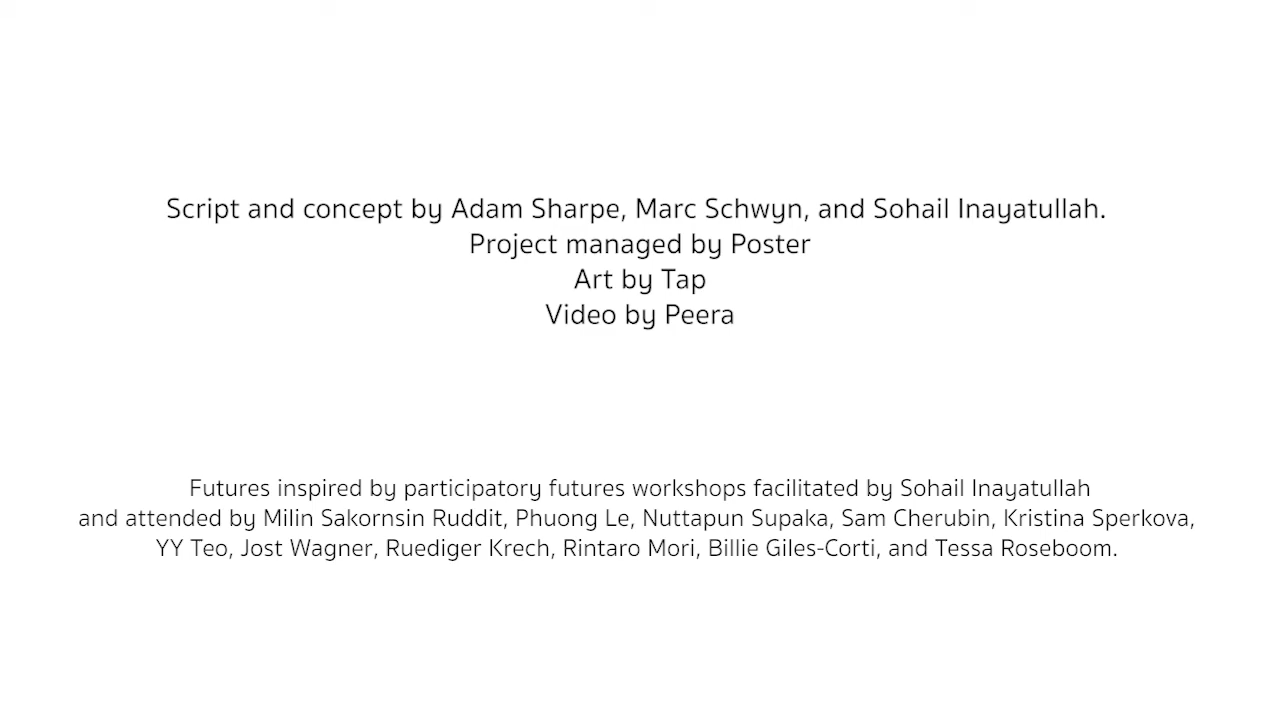 Script and concept by Adam Sharpe, Marc Schwyn, and Sohail Inayatullah.
Project managed by Poster
Art by Tap
Video by Peera
Futures inspired by participatory futures workshops facilitated by Sohail Inayatullah
and attended by Milin Sakornsin Ruddit, Phuong Le, Nuttapun Supaka, Sam Cherubin, Kristina Sperkova,
YY Teo, Jost Wagner, Ruediger Krech, Rintaro Mori, Billie Giles-Corti, and Tessa Roseboom.